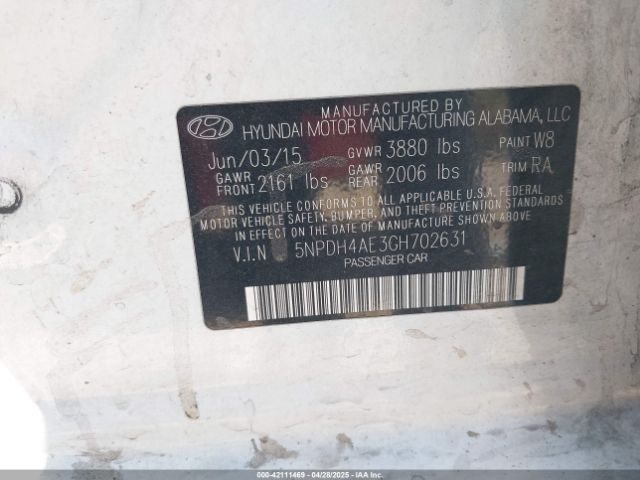 MANUFACTURED BY
HYUNDAI MOTOR MANUFACTURING ALABAMA, LLC
Jun/03/15 GVWR 3880 lbs PAINT W8
GAWR FRONT 2161 lbs GAWR REAR 2006 lbs TRIM RA
THIS VEHICLE CONFORMS TO ALL APPLICABLE U.S.A. FEDERAL
MOTOR VEHICLE SAFETY, BUMPER, AND THEFT PREVENTION STANDARDS
IN EFFECT ON THE DATE OF MANUFACTURE SHOWN ABOVE
V.I.N 5NPDH4AE3GH702631
PASSENGER CAR
000-42111469 - 04/28/2025 - IAAI COPYRIGHT LLC